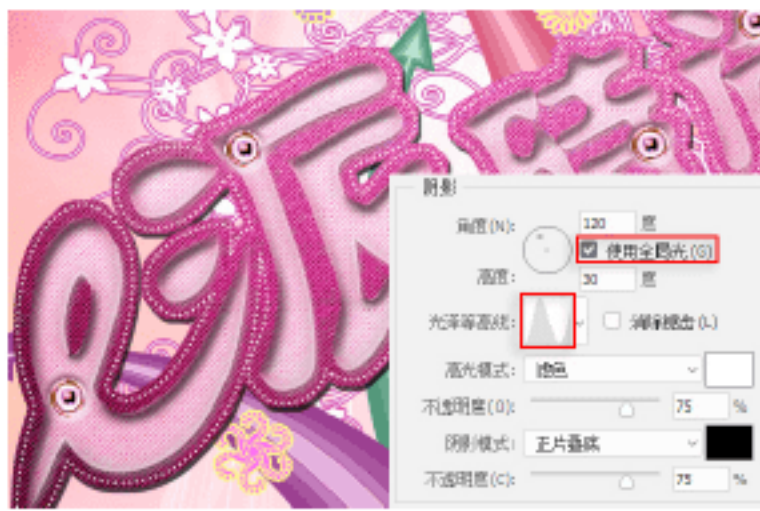 阴影
角度(N): 120 度
使用全局光(G)
高度: 30 度
光泽等高线: 消除锯齿(L)
高光模式: 滤色
不透明度(O): 75 %
阴影模式: 正片叠底
不透明度(C): 75 %